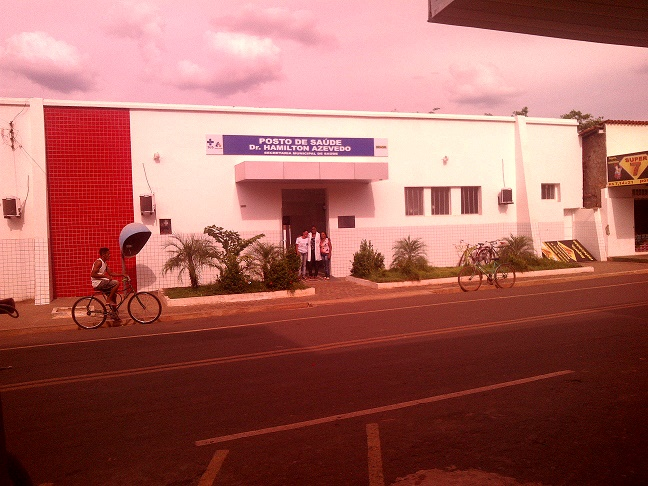 POSTO DE SAÚDE
Dr. HAMILTON AZEVEDO
SECRETARIA MUNICIPAL DE SAÚDE
SUPER